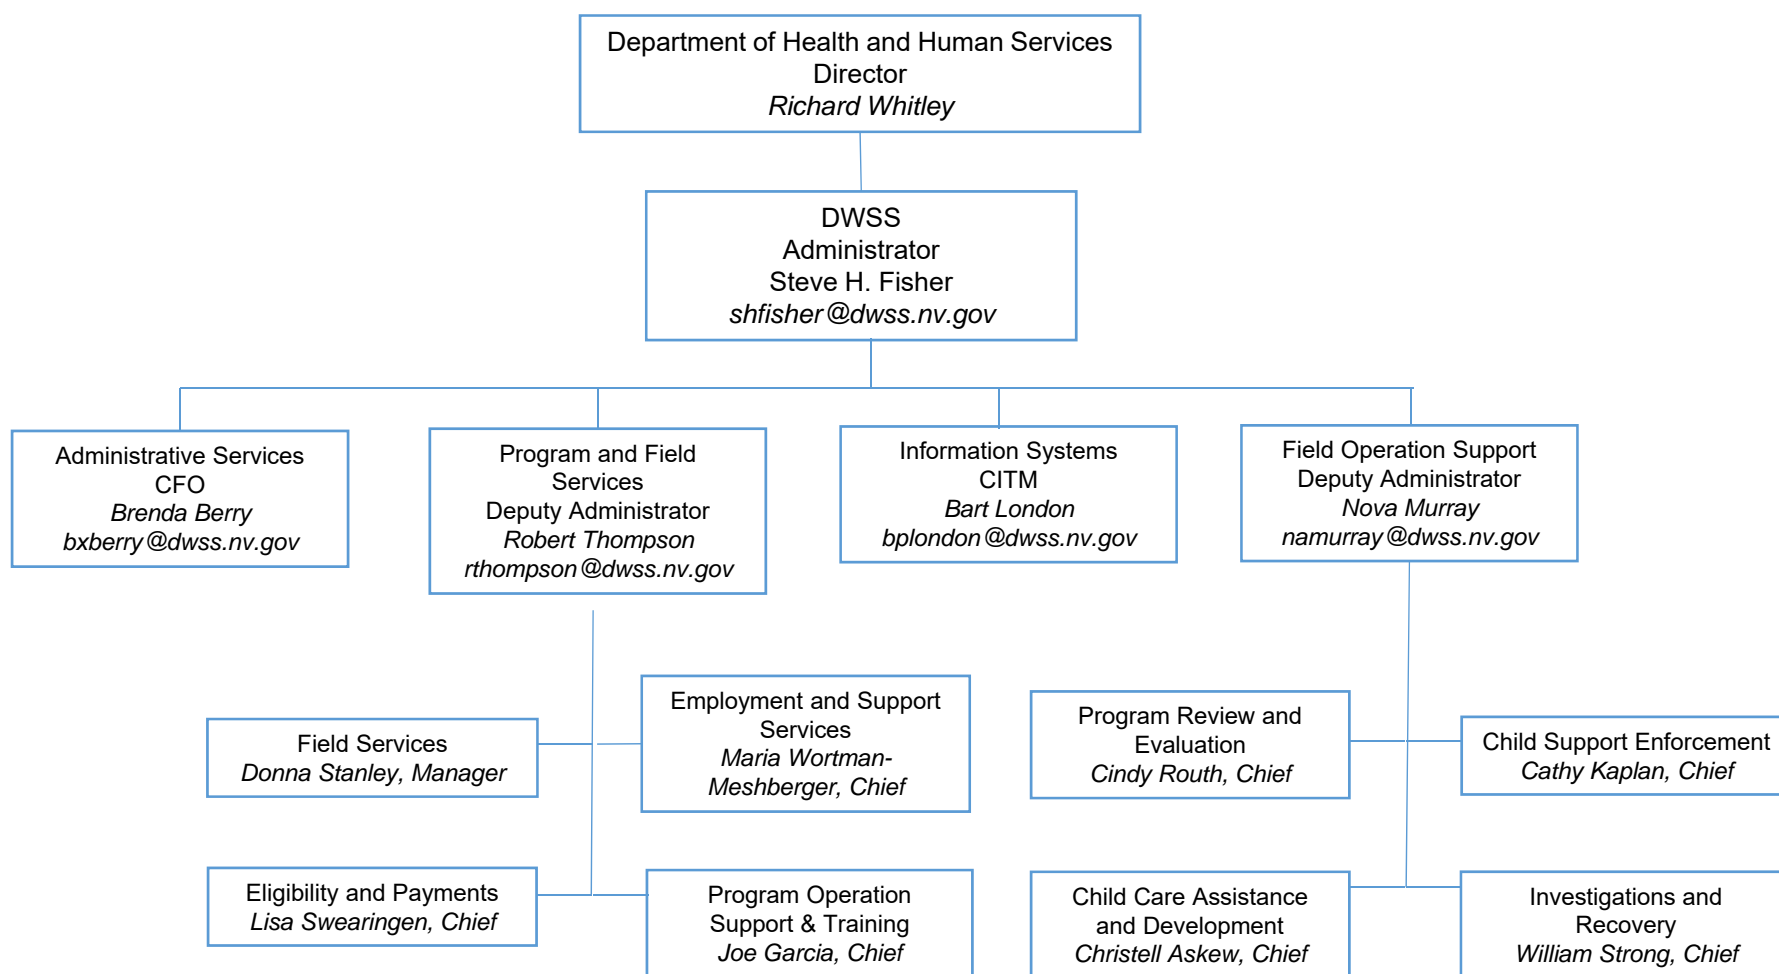 Department of Health and Human Services
Director
Richard Whitley
DWSS
Administrator
Steve H. Fisher
shfisher@dwss.nv.gov
Administrative Services
CFO
Brenda Berry
bxberry@dwss.nv.gov
Program and Field
Services
Deputy Administrator
Robert Thompson
rthompson@dwss.nv.gov
Information Systems
CITM
Bart London
bplondon@dwss.nv.gov
Field Operation Support
Deputy Administrator
Nova Murray
namurray@dwss.nv.gov
Field Services
Donna Stanley, Manager
Employment and Support
Services
Maria Wortman-
Meshberger, Chief
Program Review and
Evaluation
Cindy Routh, Chief
Child Support Enforcement
Cathy Kaplan, Chief
Eligibility and Payments
Lisa Swearingen, Chief
Program Operation
Support & Training
Joe Garcia, Chief
Child Care Assistance
and Development
Christell Askew, Chief
Investigations and
Recovery
William Strong, Chief